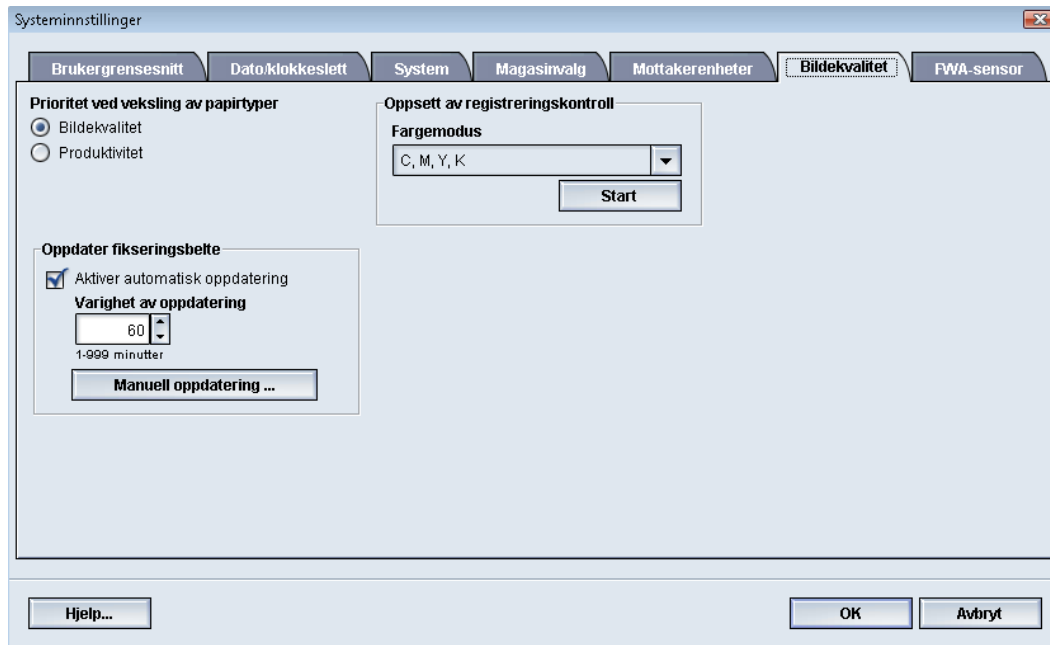 Systeminnstillinger
Brukergrensesnitt Dato/klokkeslett System Magasinvalg Mottakerenheter Bildekvalitet FWA-sensor
Prioritet ved veksling av papirtyper
Bildekvalitet
Produktivitet
Oppsett av registreringskontroll
Fargemodus
C, M, Y, K
Start
Oppdater fikseringsbelte
Aktiver automatisk oppdatering
Varighet av oppdatering
60
1-999 minutter
Manuell oppdatering ...
Hjelp... OK Avbryt